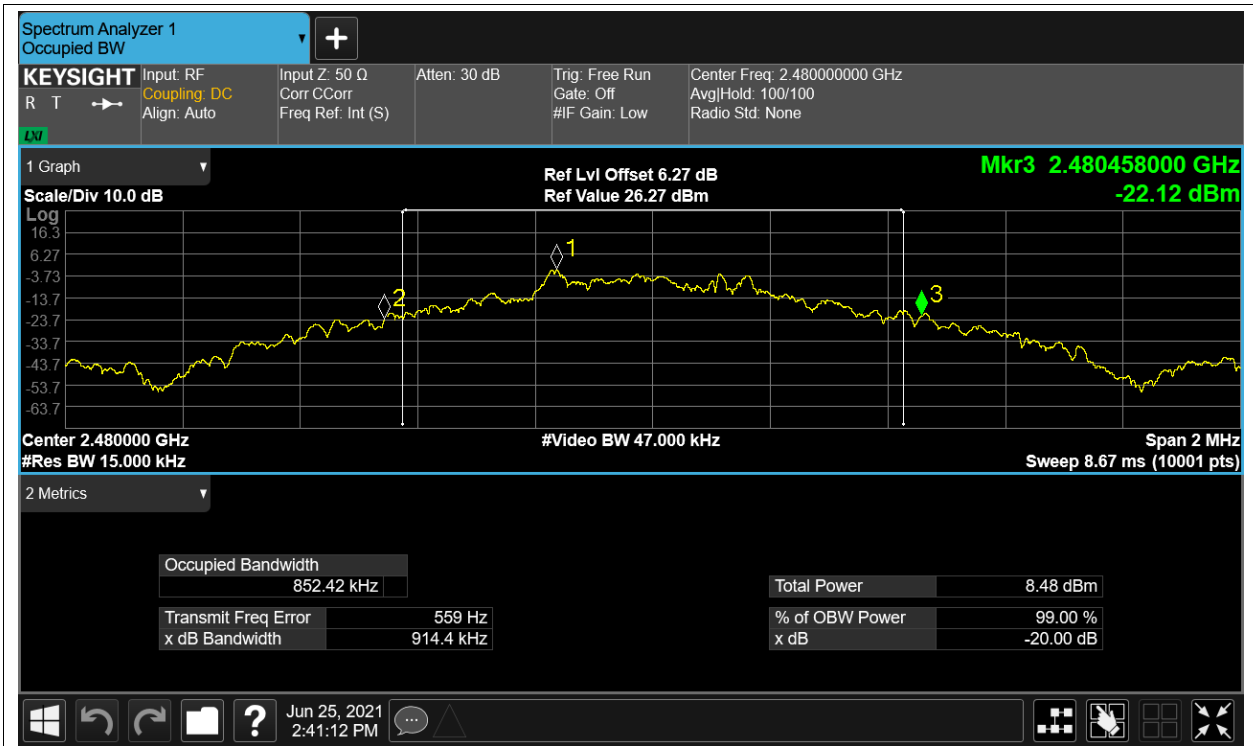 Spectrum Analyzer 1
Occupied BW
▼
+
KEYSIGHT
R T
LXI
Input: RF
Coupling: DC
Align: Auto
Input Z: 50 Ω
Corr CCorr
Freq Ref: Int (S)
Atten: 30 dB
Trig: Free Run
Gate: Off
#IF Gain: Low
Center Freq: 2.480000000 GHz
Avg|Hold: 100/100
Radio Std: None
1 Graph
Scale/Div 10.0 dB
Ref Lvl Offset 6.27 dB
Ref Value 26.27 dBm
Mkr3 2.480458000 GHz
-22.12 dBm
Log
16.3
6.27
-3.73
-13.7
-23.7
-33.7
-43.7
-53.7
-63.7
1
2
3
Center 2.480000 GHz
#Res BW 15.000 kHz
#Video BW 47.000 kHz
Span 2 MHz
Sweep 8.67 ms (10001 pts)
2 Metrics
Occupied Bandwidth
852.42 kHz
Transmit Freq Error 559 Hz
x dB Bandwidth 914.4 kHz
Total Power 8.48 dBm
% of OBW Power 99.00 %
x dB -20.00 dB
?
Jun 25, 2021
2:41:12 PM